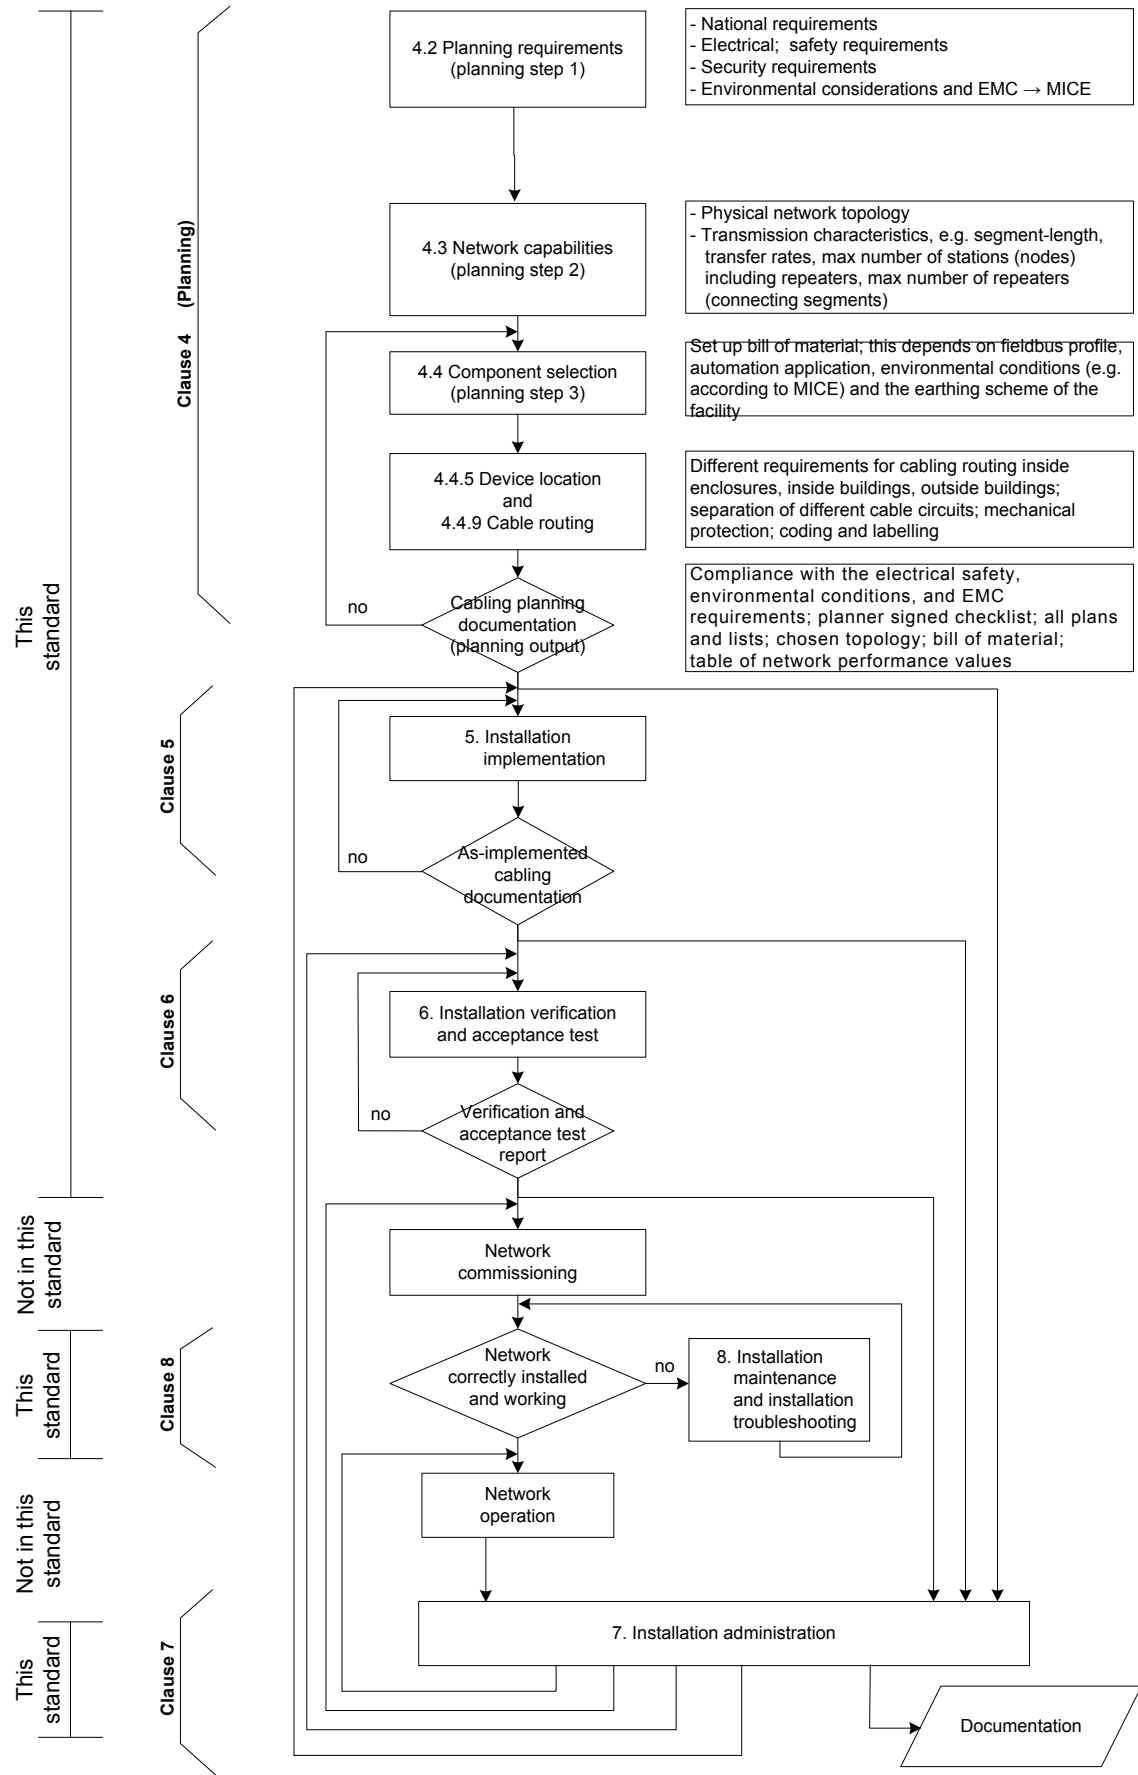 4.2 Planning requirements
(planning step 1)
- National requirements
- Electrical; safety requirements
- Security requirements
- Environmental considerations and EMC → MICE
Clause 4 (Planning)
4.3 Network capabilities
(planning step 2)
- Physical network topology
- Transmission characteristics, e.g. segment-length,
transfer rates, max number of stations (nodes)
including repeaters, max number of repeaters
(connecting segments)
4.4 Component selection
(planning step 3)
Set up bill of material; this depends on fieldbus profile,
automation application, environmental conditions (e.g.
according to MICE) and the earthing scheme of the
facility
4.4.5 Device location
and
4.4.9 Cable routing
Different requirements for cabling routing inside
enclosures, inside buildings, outside buildings;
separation of different cable circuits; mechanical
protection; coding and labelling
This
standard
no
Cabling planning
documentation
(planning output)
Compliance with the electrical safety,
environmental conditions, and EMC
requirements; planner signed checklist; all plans
and lists; chosen topology; bill of material;
table of network performance values
Clause 5
5. Installation
implementation
no
As-implemented
cabling
documentation
Clause 6
6. Installation verification
and acceptance test
no
Verification and
acceptance test
report
Not in this
standard
Network
commissioning
This
standard
Clause 8
Network
correctly installed
and working
no
8. Installation
maintenance
and installation
troubleshooting
Not in this
standard
Network
operation
This
standard
Clause 7
7. Installation administration
Documentation